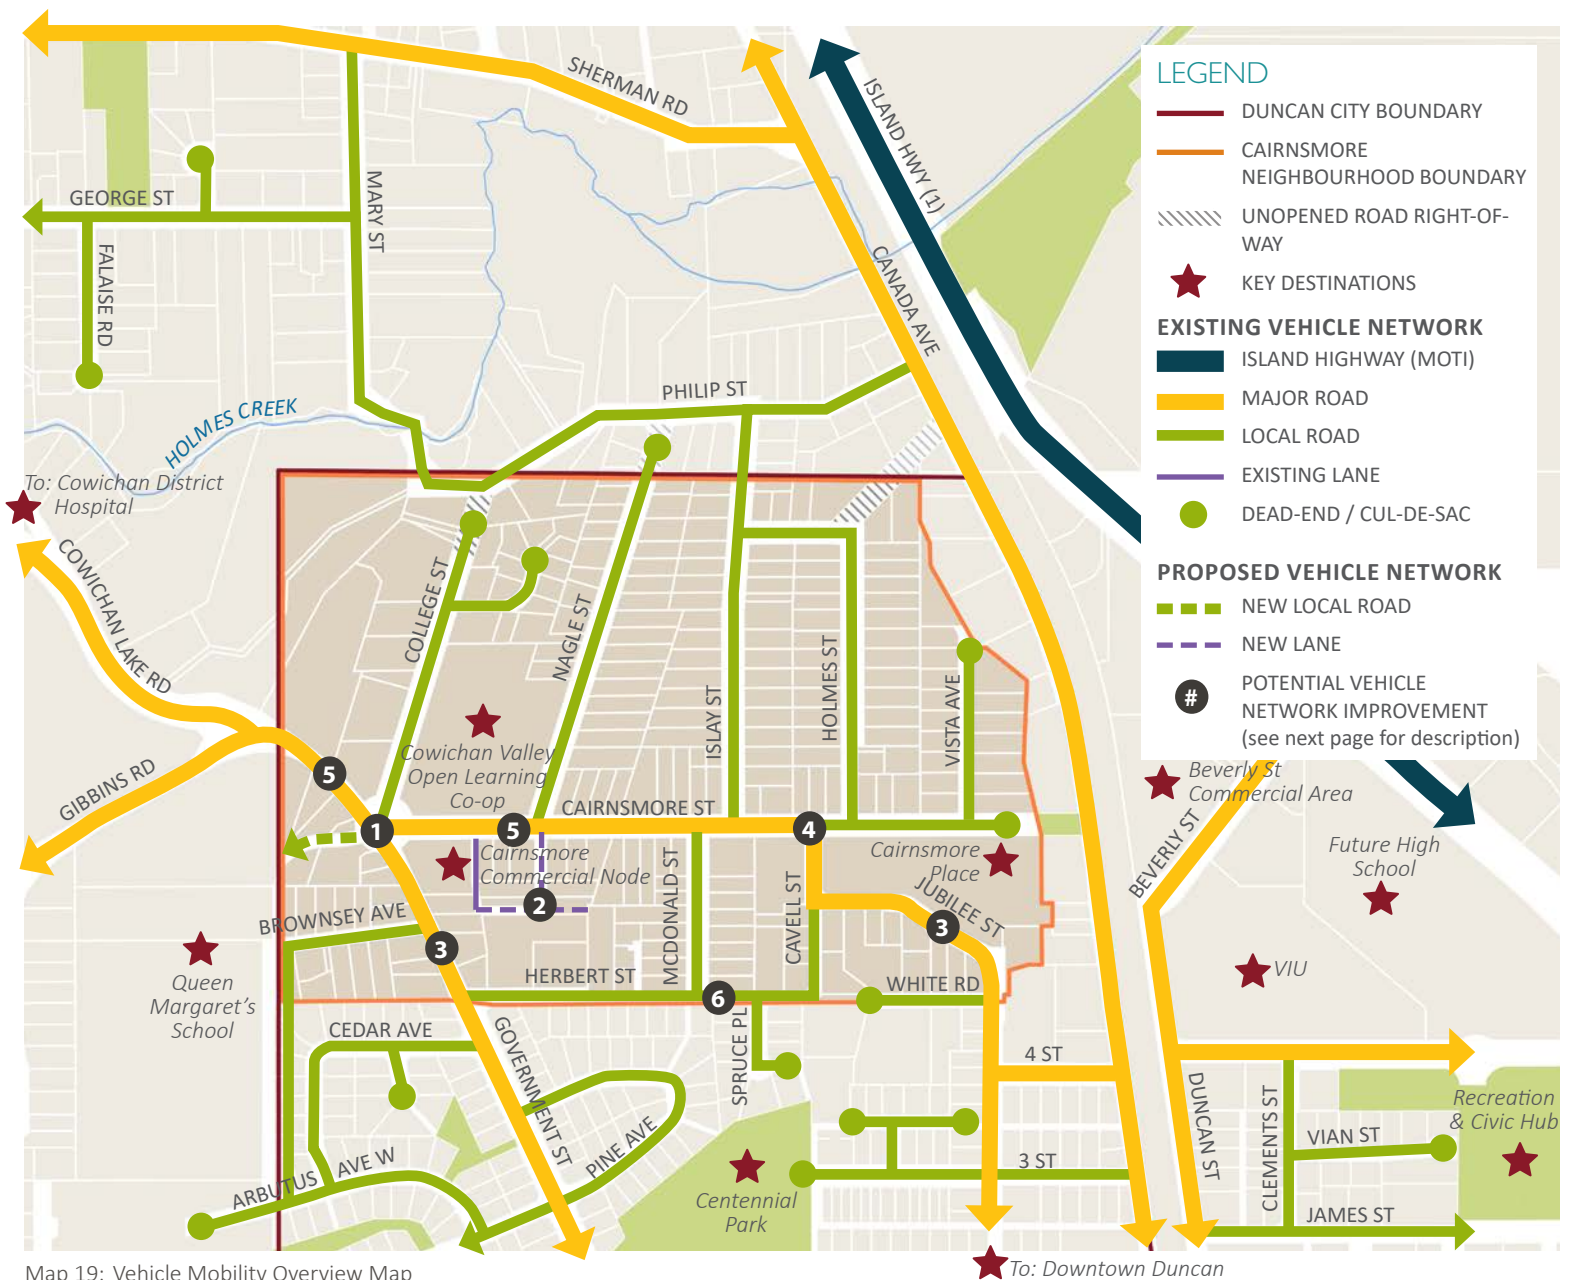 SHERMAN RD
ISLAND HWY (1)
GEORGE ST
MARY ST
FALAISE RD
CANADA AVE
PHILIP ST
HOLMES CREEK
To: Cowichan District
Hospital
COWICHAN LAKE RD
GIBBINS RD
COLLEGE ST
NAGLE ST
ISLAY ST
HOLMES ST
VISTA AVE
Cowichan Valley
Open Learning
Co-op
CAIRNSMORE ST
5
1
5
4
Cairnsmore
Commercial Node
2
MCDONALD ST
CAVELL ST
Cairnsmore
Place
JUBILEE ST
3
BROWNSEY AVE
3
HERBERT ST
6
WHITE RD
Queen
Margaret's
School
CEDAR AVE
GOVERNMENT ST
SPRUCE PL
4 ST
PINE AVE
ARBUTUS AVE W
3 ST
Centennial
Park
To: Downtown Duncan
Beverly St
Commercial Area
BEVERLY ST
Future High
School
VIU
DUNCAN ST
CLEMENTS ST
VIAN ST
JAMES ST
Recreation
& Civic Hub
LEGEND
DUNCAN CITY BOUNDARY
CAIRNSMORE
NEIGHBOURHOOD BOUNDARY
UNOPENED ROAD RIGHT-OF-
WAY
KEY DESTINATIONS
EXISTING VEHICLE NETWORK
ISLAND HIGHWAY (MOTI)
MAJOR ROAD
LOCAL ROAD
EXISTING LANE
DEAD-END / CUL-DE-SAC
PROPOSED VEHICLE NETWORK
NEW LOCAL ROAD
NEW LANE
#
POTENTIAL VEHICLE
NETWORK IMPROVEMENT
(see next page for description)
Map 19: Vehicle Mobility Overview Map